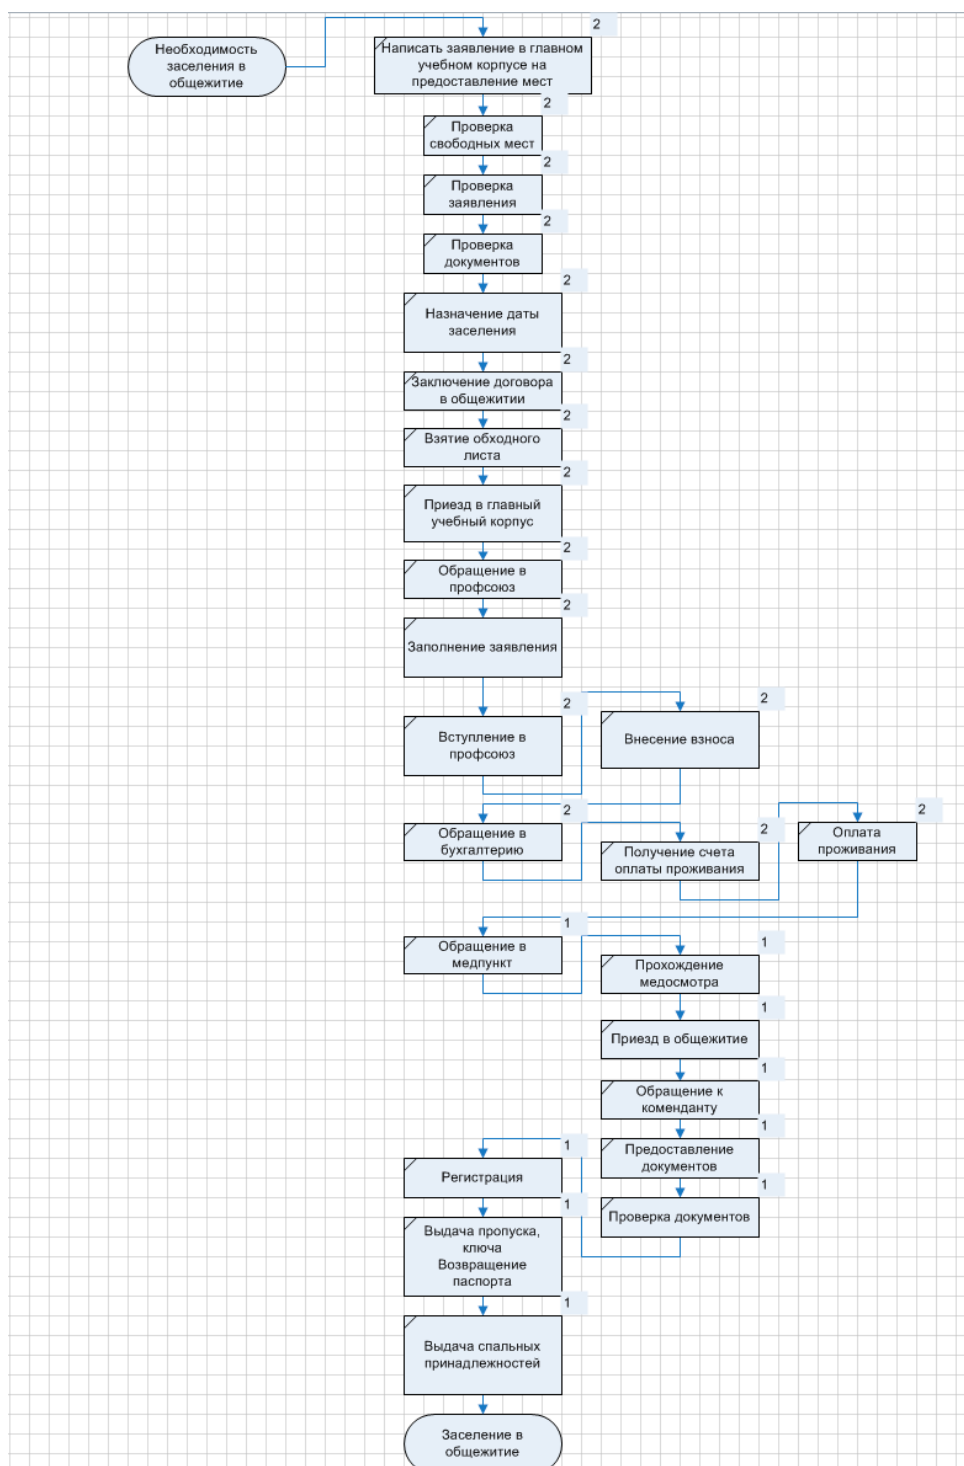 Необходимость
заселения в
общежитие
2
Написать заявление в главном
учебном корпусе на
предоставление мест
2
Проверка
свободных мест
2
Проверка
заявления
2
Проверка
документов
2
Назначение даты
заселения
2
Заключение договора
в общежитии
2
Взятие обходного
листа
2
Приезд в главный
учебный корпус
2
Обращение в
профсоюз
2
Заполнение заявления
2
Вступление в
профсоюз
2
Внесение взноса
2
Обращение в
бухгалтерию
2
Получение счета
оплаты проживания
2
Оплата
проживания
1
Обращение в
медпункт
1
Прохождение
медосмотра
1
Приезд в общежитие
1
Обращение к
коменданту
1
Предоставление
документов
1
Проверка документов
1
Регистрация
1
Выдача пропуска,
ключа
Возвращение
паспорта
1
Выдача спальных
принадлежностей
Заселение в
общежитие